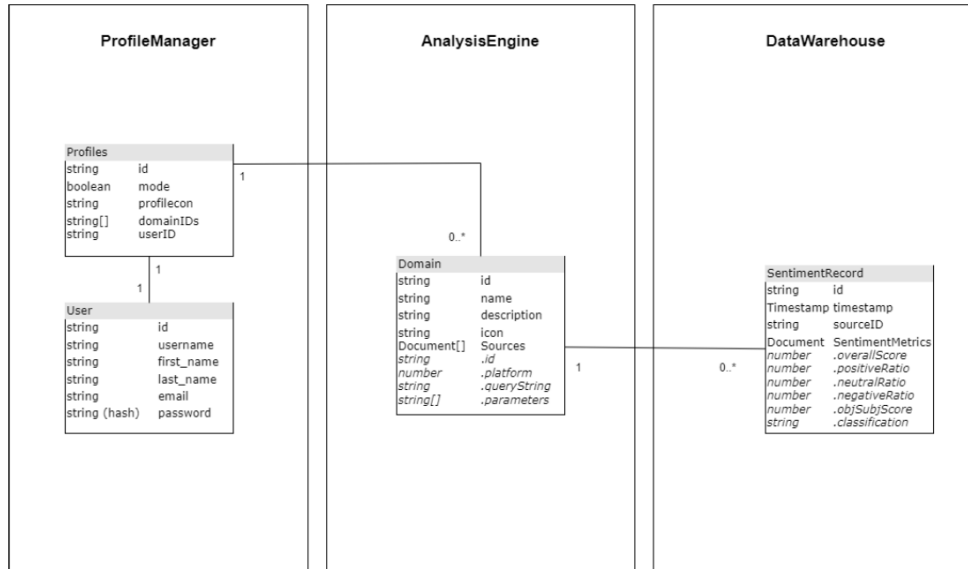 ProfileManager
AnalysisEngine
DataWarehouse
Profiles
string id
boolean mode
string profilecon
string[] domainIDs
string userID
1
0..*
1
1
User
string id
string username
string first_name
string last_name
string email
string (hash) password
Domain
string id
string name
string description
string icon
Document[] Sources
string .id
number .platform
string .queryString
string[] .parameters
1
0..*
SentimentRecord
string id
Timestamp timestamp
string sourceID
Document SentimentMetrics
number .overallScore
number .positiveRatio
number .neutralRatio
number .negativeRatio
number .objSubjScore
string .classification